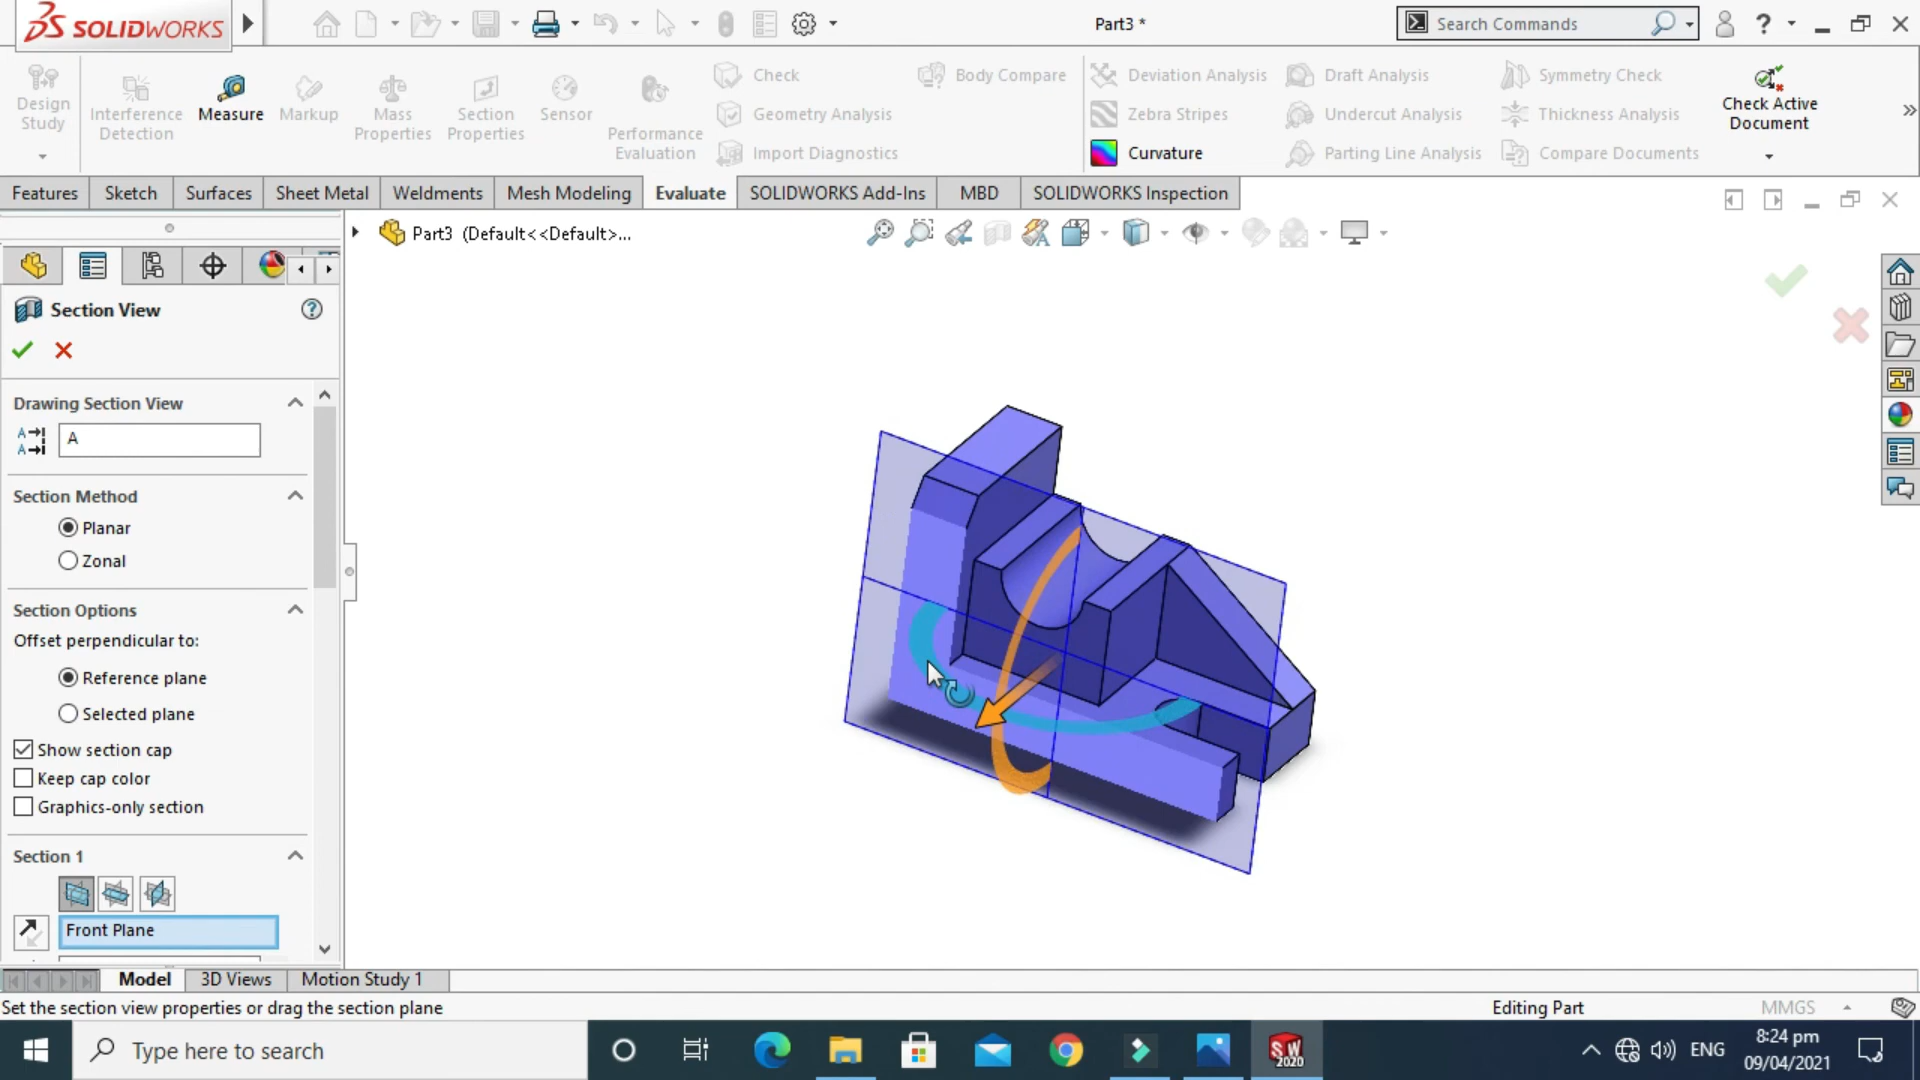 SOLIDWORKS
Part3 *
Search Commands
?
Design Study
Interference Detection
Measure
Markup
Mass Properties
Section Properties
Sensor
Performance Evaluation
Check
Geometry Analysis
Import Diagnostics
Body Compare
Deviation Analysis
Zebra Stripes
Curvature
Draft Analysis
Undercut Analysis
Parting Line Analysis
Symmetry Check
Thickness Analysis
Compare Documents
Check Active Document
Features
Sketch
Surfaces
Sheet Metal
Weldments
Mesh Modeling
Evaluate
SOLIDWORKS Add-Ins
MBD
SOLIDWORKS Inspection
Part3 (Default<<Default>...
Section View
Drawing Section View
A
Section Method
Planar
Zonal
Section Options
Offset perpendicular to:
Reference plane
Selected plane
Show section cap
Keep cap color
Graphics-only section
Section 1
Front Plane
Model
3D Views
Motion Study 1
Set the section view properties or drag the section plane
Editing Part
MMGS
Type here to search
SW 2020
ENG
8:24 pm
09/04/2021